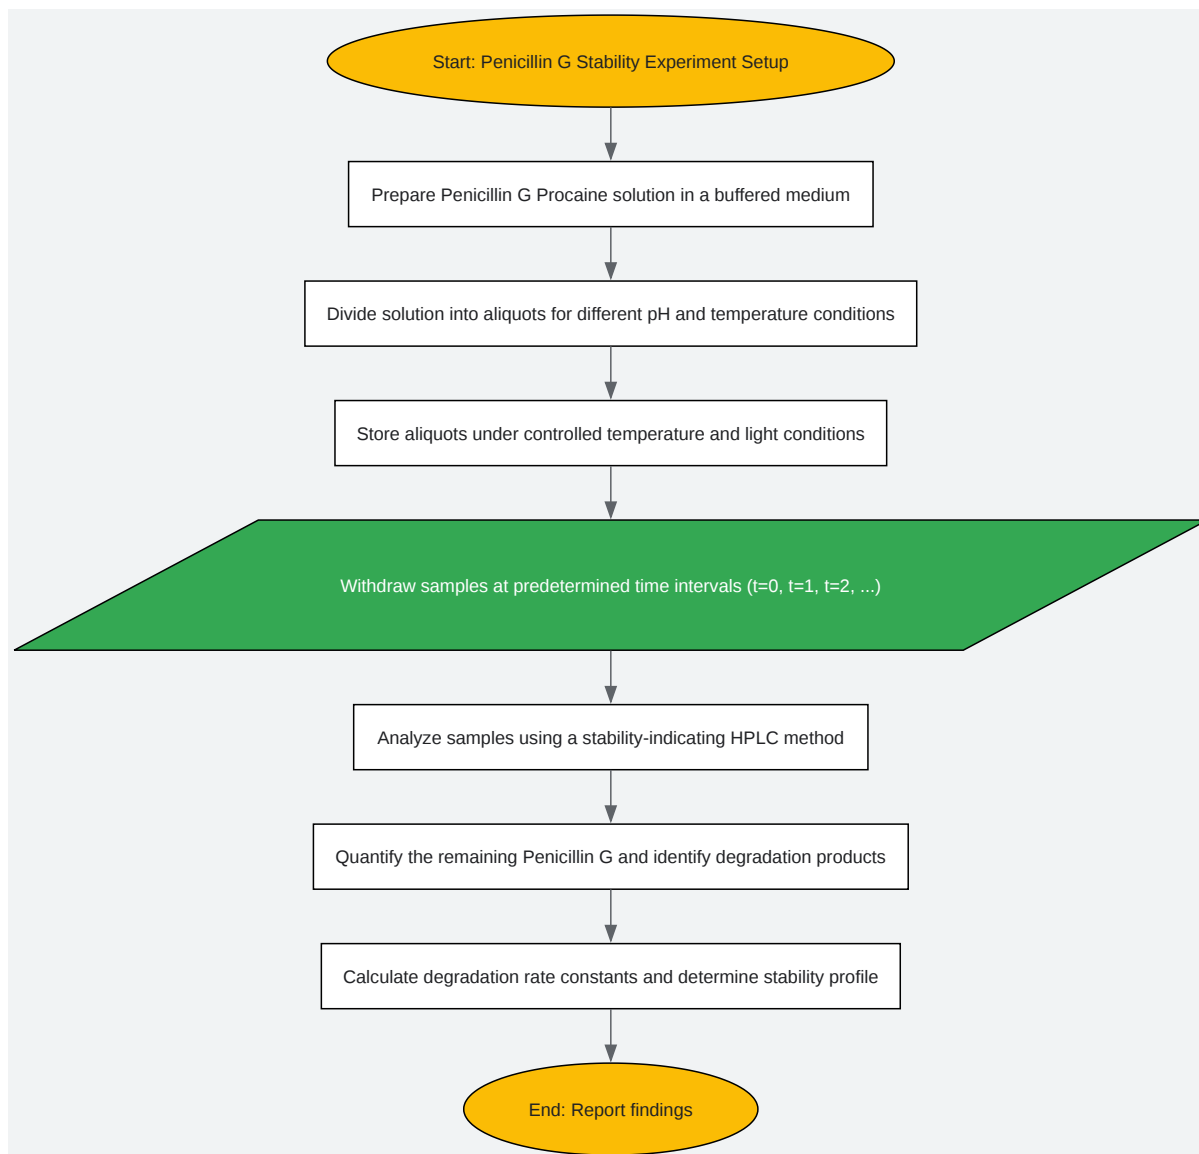 Start: Penicillin G Stability Experiment Setup
Prepare Penicillin G Procaine solution in a buffered medium
Divide solution into aliquots for different pH and temperature conditions
Store aliquots under controlled temperature and light conditions
Withdraw samples at predetermined time intervals (t=0, t=1, t=2, ...)
Analyze samples using a stability-indicating HPLC method
Quantify the remaining Penicillin G and identify degradation products
Calculate degradation rate constants and determine stability profile
End: Report findings